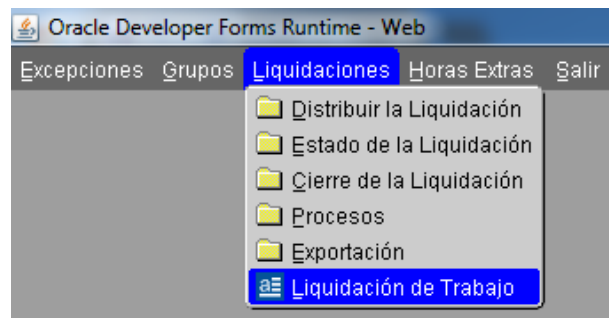 Oracle Developer Forms Runtime - Web
Excepciones Grupos Liquidaciones Horas Extras Salir
Distribuir la Liquidación
Estado de la Liquidación
Cierre de la Liquidación
Procesos
Exportación
Liquidación de Trabajo